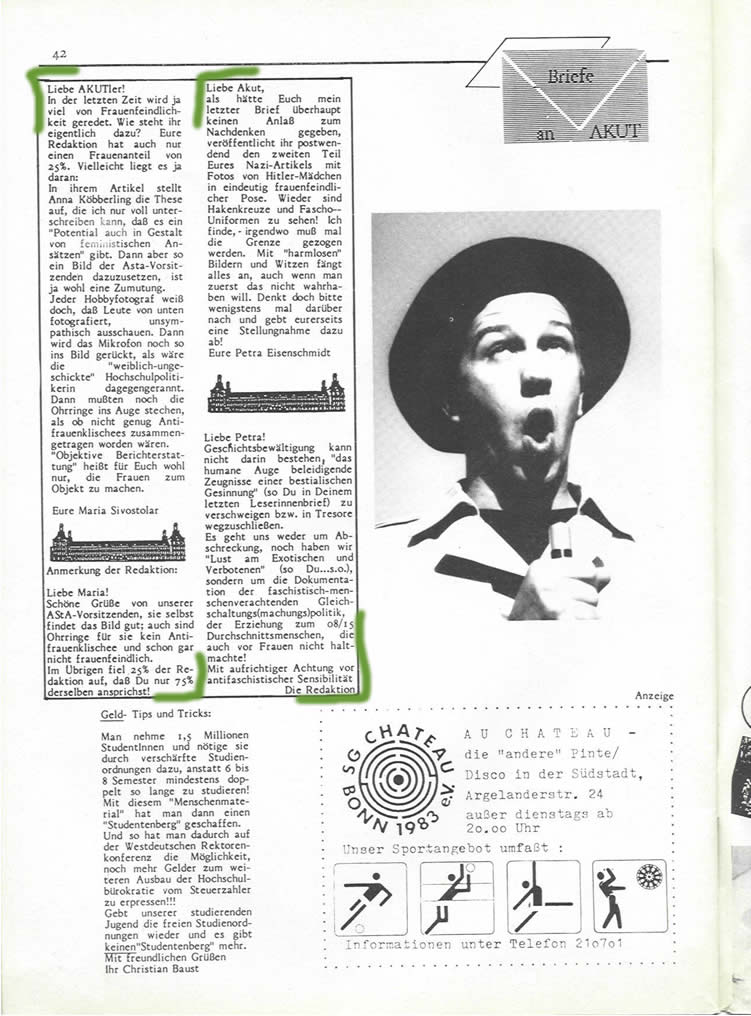 42
Briefe
an AKUT
Liebe AKUTler!
In der letzten Zeit wird ja
viel von Frauenfeindlich-
keit geredet. Wie steht ihr
eigentlich dazu? Eure
Redaktion hat auch nur
einen Frauenanteil von
25%. Vielleicht liegt es ja
daran:
In ihrem Artikel stellt
Anna Köbberling die These
auf, die ich nur voll unter-
schreiben kann, daß es ein
"Potential auch in Gestalt
von feministischen An-
sätzen" gibt. Dann aber so
ein Bild der Asta-Vorsit-
zenden dazuzusetzen, ist
ja wohl eine Zumutung.
Jeder Hobbyfotograf weiß
doch, daß Leute von unten
fotografiert, unsym-
pathisch ausschauen. Dann
wird das Mikrofon noch so
ins Bild gerückt, als wäre
die "weiblich-unge-
schickte" Hochschulpoliti-
kerin dagegengerannt.
Dann mußten noch die
Ohrringe ins Auge stechen,
als ob nicht genug Anti-
frauenklischees zusammen-
getragen worden wären.
"Objektive Berichterstat-
tung" heißt für Euch wohl
nur, die Frauen zum
Objekt zu machen.
Eure Maria Sivostolar
Anmerkung der Redaktion:
Liebe Maria!
Schöne Grüße von unserer
AStA-Vorsitzenden, sie selbst
findet das Bild gut; auch sind
Ohrringe für sie kein Anti-
frauenklischee und schon gar
nicht frauenfeindlich.
Im Übrigen fiel 25% der Re-
daktion auf, daß Du nur 75%
derselben ansprichst!
Liebe Akut,
als hätte Euch mein
letzter Brief überhaupt
keinen Anlaß zum
Nachdenken gegeben,
veröffentlicht ihr postwen-
dend den zweiten Teil
Eures Nazi-Artikels mit
Fotos von Hitler-Mädchen
in eindeutig frauenfeindli-
cher Pose. Wieder sind
Hakenkreuze und Fascho--
Uniformen zu sehen! Ich
finde,- irgendwo muß mal
die Grenze gezogen
werden. Mit "harmlosen"
Bildern und Witzen fängt
alles an, auch wenn man
zuerst das nicht wahrha-
ben will. Denkt doch bitte
wenigstens mal darüber
nach und gebt eurerseits
eine Stellungnahme dazu
ab!
Eure Petra Eisenschmidt
Liebe Petra!
Geschichtsbewältigung kann
nicht darin bestehen, "das
humane Auge beleidigende
Zeugnisse einer bestialischen
Gesinnung" (so Du in Deinem
letzten Leserinnenbrief) zu
verschweigen bzw. in Tresore
wegzuschließen.
Es geht uns weder um Ab-
schreckung, noch haben wir
"Lust am Exotischen und
Verbotenen" (so Du...s.o.),
sondern um die Dokumenta-
tion der faschistisch-men-
schenverachtenden Gleich-
schaltungs(machungs)politik,
der Erziehung zum 08/15
Durchschnittsmenschen, die
auch vor Frauen nicht halt-
machte!
Mit aufrichtiger Achtung vor
antifaschistischer Sensibilität
Die Redaktion
Geld- Tips und Tricks:
Man nehme 1,5 Millionen
StudentInnen und nötige sie
durch verschärfte Studien-
ordnungen dazu, anstatt 6 bis
8 Semester mindestens dop-
pelt so lange zu studieren!
Mit diesem "Menschenmate-
rial" hat man dann einen
"Studentenberg" geschaffen.
Und so hat man dadurch auf
der Westdeutschen Rektoren-
konferenz die Möglichkeit,
noch mehr Gelder zum wei-
teren Ausbau der Hochschul-
bürokratie vom Steuerzahler
zu erpressen!!!
Gebt unserer studierenden
Jugend die freien Studienord-
nungen wieder und es gibt
keinen"Studentenberg" mehr.
Mit freundlichen Grüßen
Ihr Christian Baust
Anzeige
SG CHATEAU
BONN 1983 e.V.
AU CHATEAU -
die "andere" Pinte/
Disco in der Südstadt,
Argelanderstr. 24
außer dienstags ab
20.00 Uhr
Unser Sportangebot umfaßt :
Informationen unter Telefon 210701